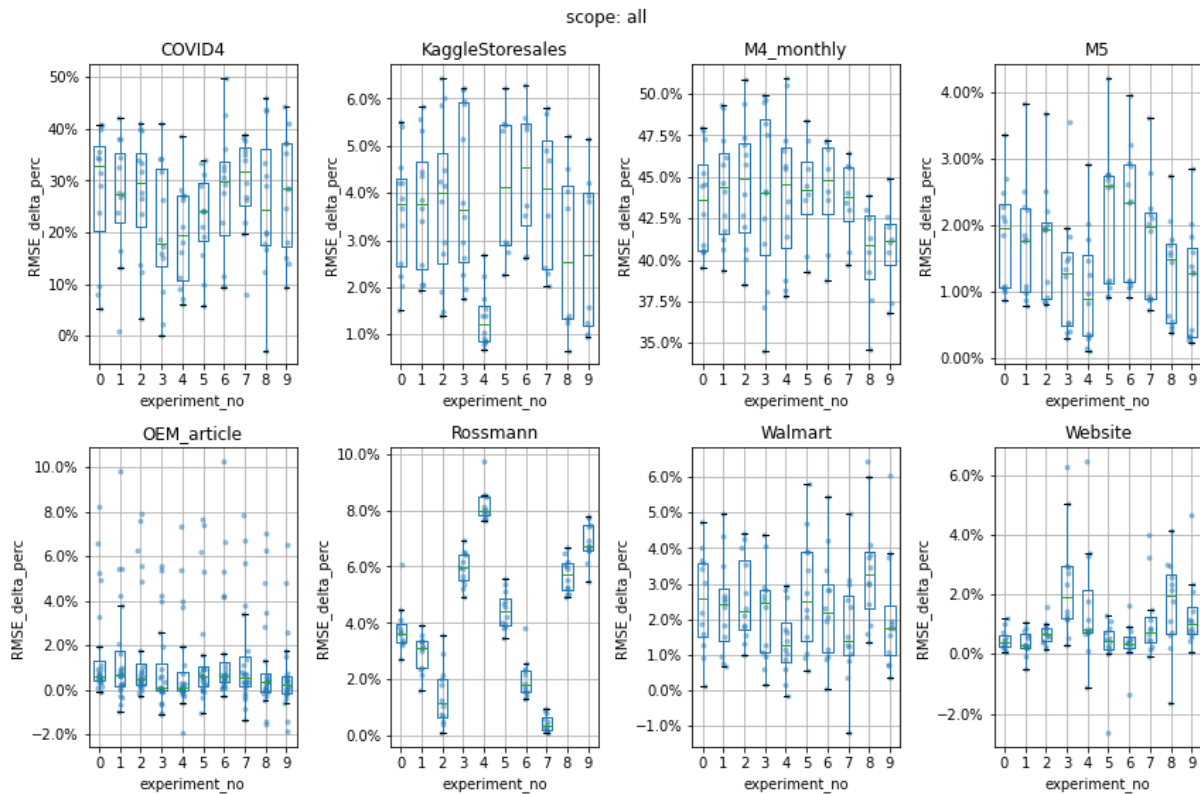 scope: all
COVID4
RMSE_delta_perc
50%
40%
30%
20%
10%
0%
0 1 2 3 4 5 6 7 8 9
experiment_no
KaggleStoresales
RMSE_delta_perc
6.0%
5.0%
4.0%
3.0%
2.0%
1.0%
0 1 2 3 4 5 6 7 8 9
experiment_no
M4_monthly
RMSE_delta_perc
50.0%
47.5%
45.0%
42.5%
40.0%
37.5%
35.0%
0 1 2 3 4 5 6 7 8 9
experiment_no
M5
RMSE_delta_perc
4.00%
3.00%
2.00%
1.00%
0.00%
0 1 2 3 4 5 6 7 8 9
experiment_no
OEM_article
RMSE_delta_perc
10.0%
8.0%
6.0%
4.0%
2.0%
0.0%
−2.0%
0 1 2 3 4 5 6 7 8 9
experiment_no
Rossmann
RMSE_delta_perc
10.0%
8.0%
6.0%
4.0%
2.0%
0.0%
0 1 2 3 4 5 6 7 8 9
experiment_no
Walmart
RMSE_delta_perc
6.0%
5.0%
4.0%
3.0%
2.0%
1.0%
0.0%
−1.0%
0 1 2 3 4 5 6 7 8 9
experiment_no
Website
RMSE_delta_perc
6.0%
4.0%
2.0%
0.0%
−2.0%
0 1 2 3 4 5 6 7 8 9
experiment_no